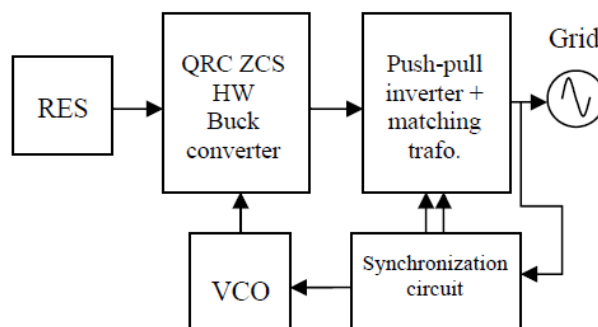 RES
QRC ZCS
HW
Buck
converter
Push-pull
inverter +
matching
trafo.
Grid
VCO
Synchronization
circuit